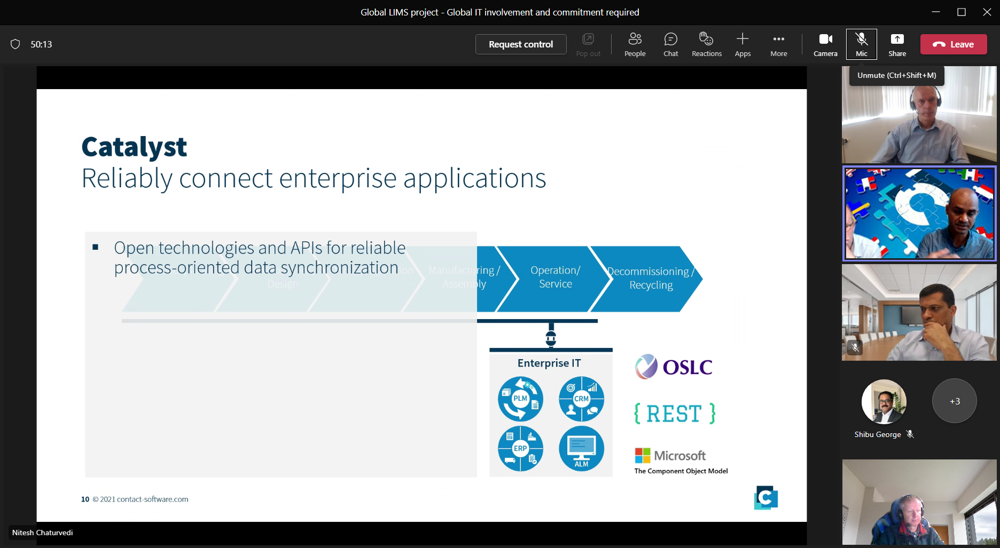 Global LIMS project - Global IT involvement and commitment required
50:13
Request control
Pop out
People
Chat
Reactions
Apps
More
Camera
Mic
Share
Leave
Unmute (Ctrl+Shift+M)
Catalyst
Reliably connect enterprise applications
Open technologies and APIs for reliable
process-oriented data synchronization
Design
Manufacturing /
Assembly
Operation/
Service
Decommissioning /
Recycling
Enterprise IT
PLM
CRM
ERP
ALM
OSLC
{ REST }
Microsoft
The Component Object Model
10 © 2021 contact-software.com
C
Nitesh Chaturvedi
Shibu George
+3